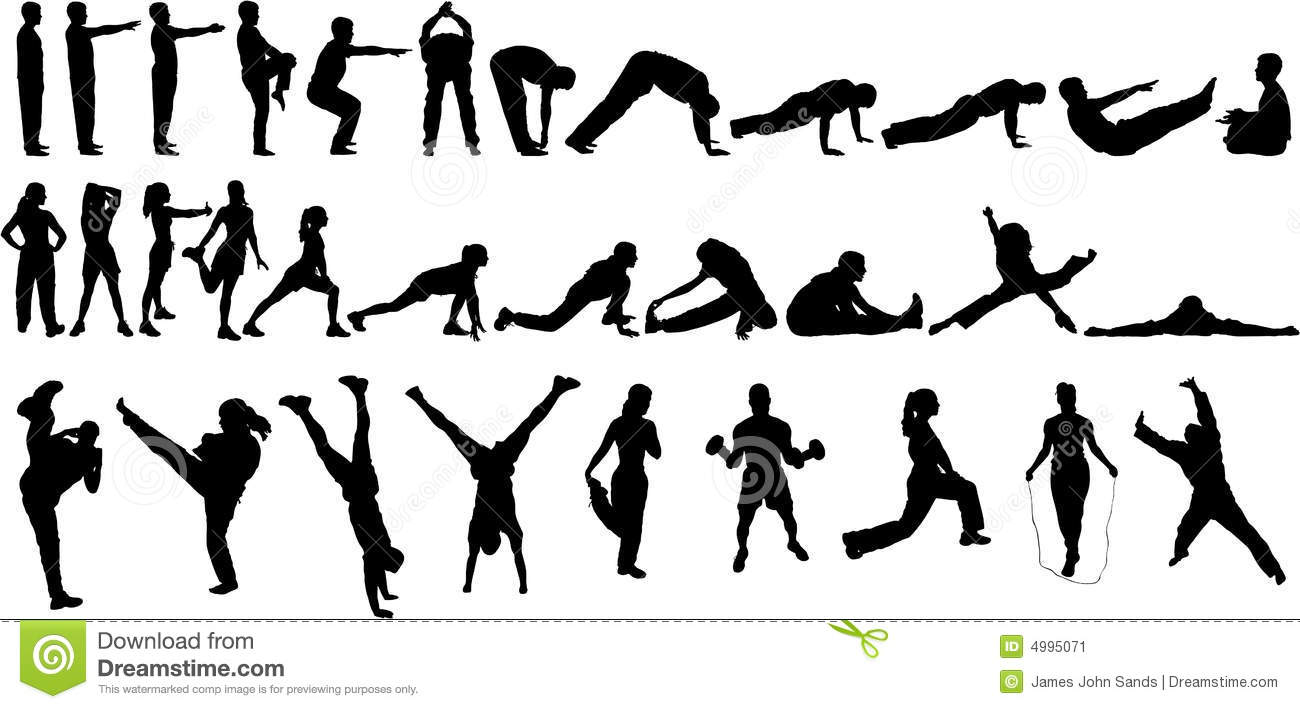 Download from
Dreamstime.com
This watermarked comp image is for previewing purposes only.
ID 4995071
© James John Sands | Dreamstime.com